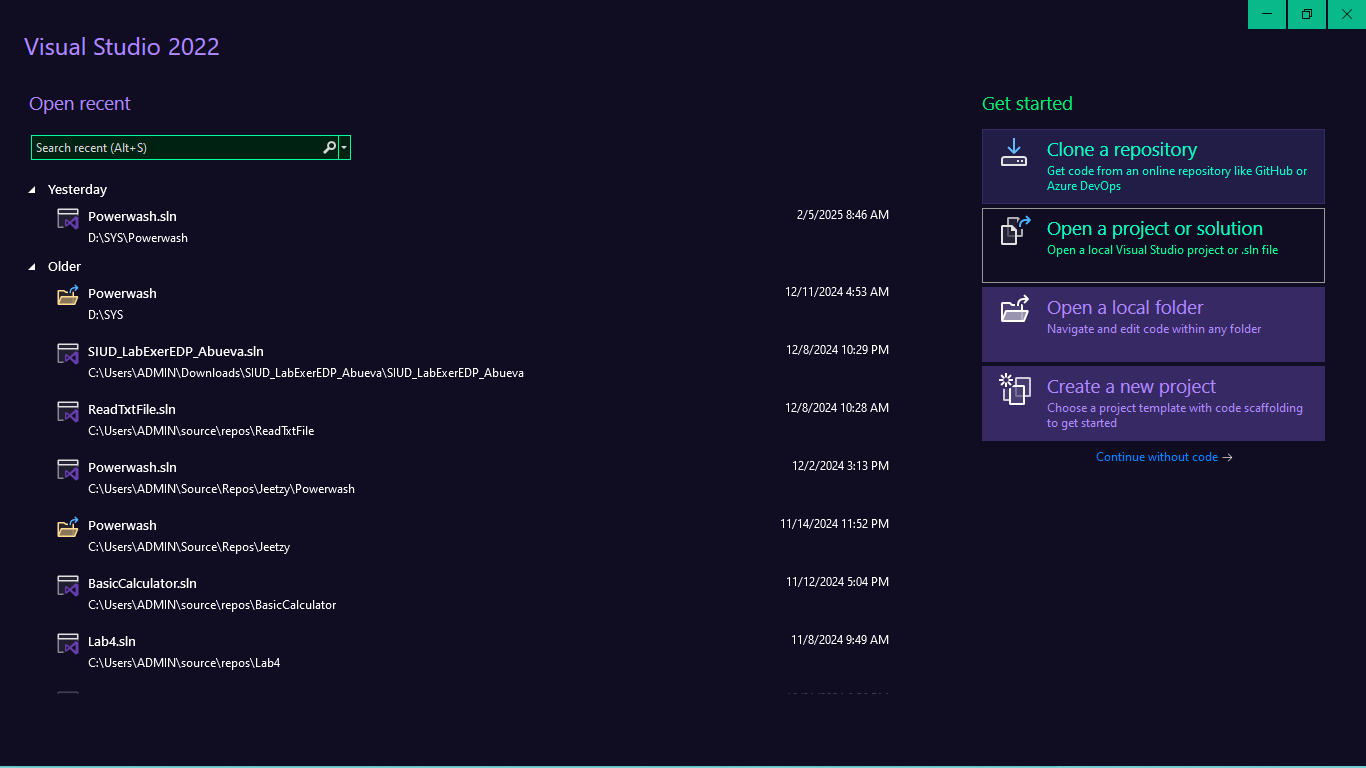 Visual Studio 2022
Open recent
Search recent (Alt+S)
Yesterday
Powerwash.sln 2/5/2025 8:46 AM
D:\SYS\Powerwash
Older
Powerwash 12/11/2024 4:53 AM
D:\SYS
SIUD_LabExerEDP_Abueva.sln 12/8/2024 10:29 PM
C:\Users\ADMIN\Downloads\SIUD_LabExerEDP_Abueva\SIUD_LabExerEDP_Abueva
ReadTxtFile.sln 12/8/2024 10:28 AM
C:\Users\ADMIN\source\repos\ReadTxtFile
Powerwash.sln 12/2/2024 3:13 PM
C:\Users\ADMIN\Source\Repos\Jeetzy\Powerwash
Powerwash 11/14/2024 11:52 PM
C:\Users\ADMIN\Source\Repos\Jeetzy
BasicCalculator.sln 11/12/2024 5:04 PM
C:\Users\ADMIN\source\repos\BasicCalculator
Lab4.sln 11/8/2024 9:49 AM
C:\Users\ADMIN\source\repos\Lab4
Get started
Clone a repository
Get code from an online repository like GitHub or
Azure DevOps
Open a project or solution
Open a local Visual Studio project or .sln file
Open a local folder
Navigate and edit code within any folder
Create a new project
Choose a project template with code scaffolding
to get started
Continue without code →